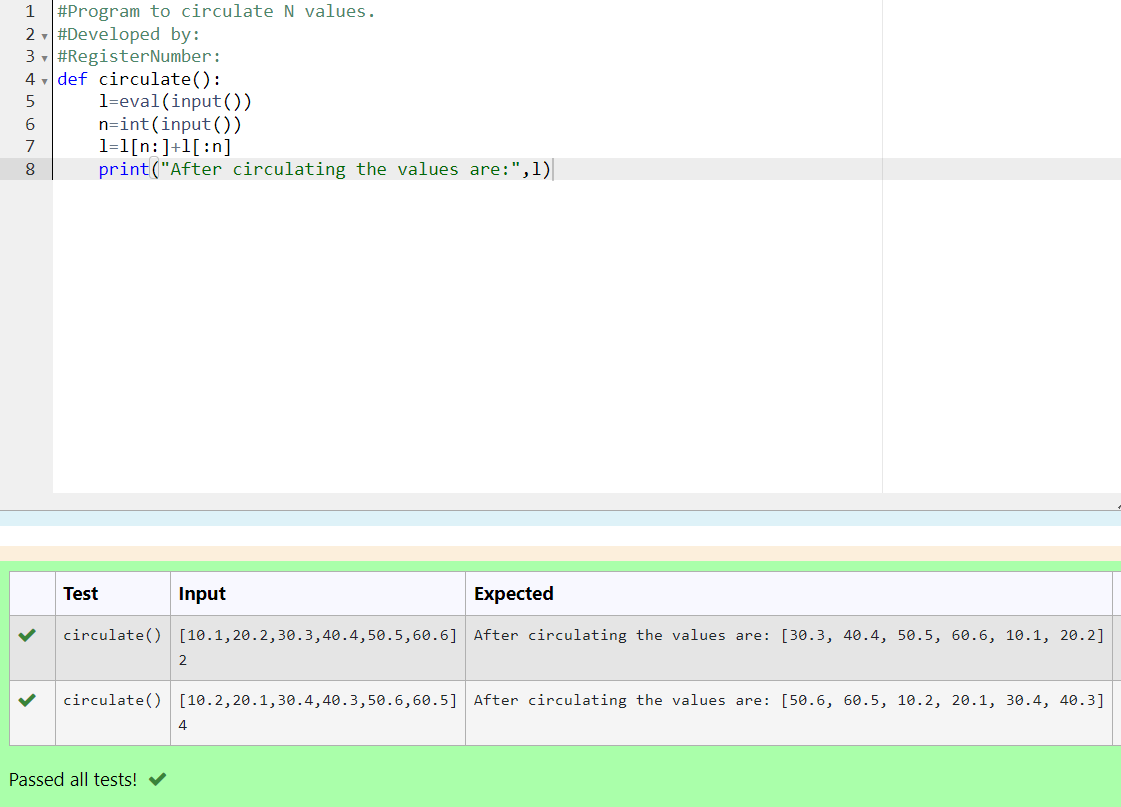 1 #Program to circulate N values.
2 #Developed by:
3 #RegisterNumber:
4 def circulate():
5     l=eval(input())
6     n=int(input())
7     l=l[n:]+l[:n]
8     print("After circulating the values are:",l)
Test Input Expected
circulate() [10.1,20.2,30.3,40.4,50.5,60.6] After circulating the values are: [30.3, 40.4, 50.5, 60.6, 10.1, 20.2]
2
circulate() [10.2,20.1,30.4,40.3,50.6,60.5] After circulating the values are: [50.6, 60.5, 10.2, 20.1, 30.4, 40.3]
4
Passed all tests!